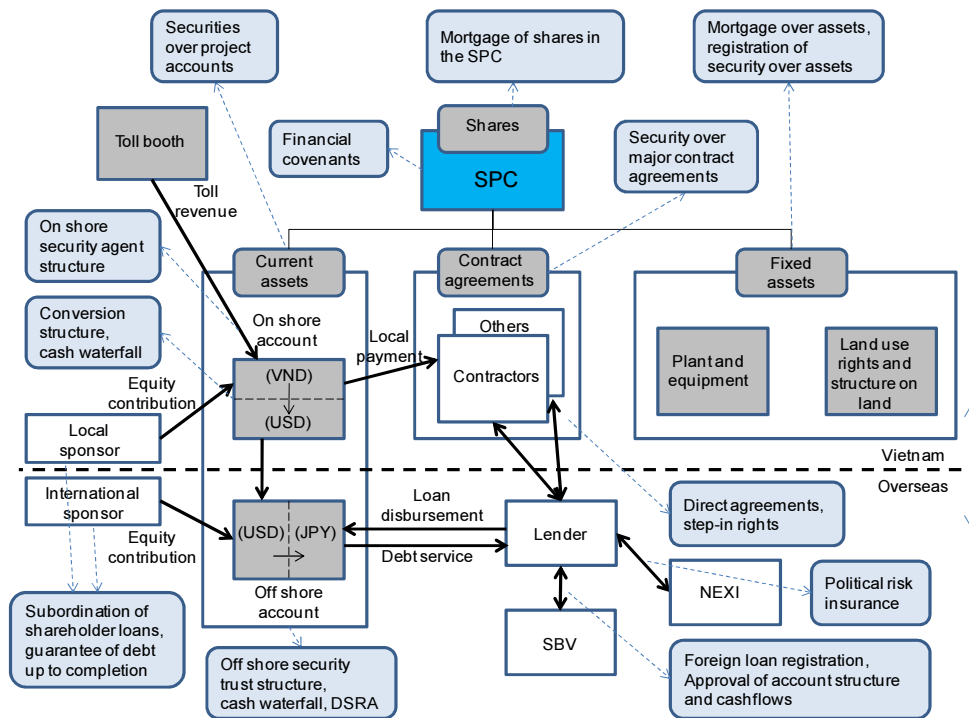 Securities
over project
accounts
Mortgage of shares in
the SPC
Mortgage over assets,
registration of
security over assets
Toll booth
Shares
SPC
Financial
covenants
Security over
major contract
agreements
Toll
revenue
On shore
security agent
structure
Current
assets
Contract
agreements
Fixed
assets
Conversion
structure,
cash waterfall
On shore
account
Local
payment
Others
Contractors
(VND)
(USD)
Plant and
equipment
Land use
rights and
structure on
land
Equity
contribution
Local
sponsor
Vietnam
Overseas
International
sponsor
Equity
contribution
(USD) (JPY)
Off shore
account
Loan
disbursement
Debt service
Lender
Direct agreements,
step-in rights
NEXI
Political risk
insurance
SBV
Subordination of
shareholder loans,
guarantee of debt
up to completion
Off shore security
trust structure,
cash waterfall, DSRA
Foreign loan registration,
Approval of account structure
and cashflows